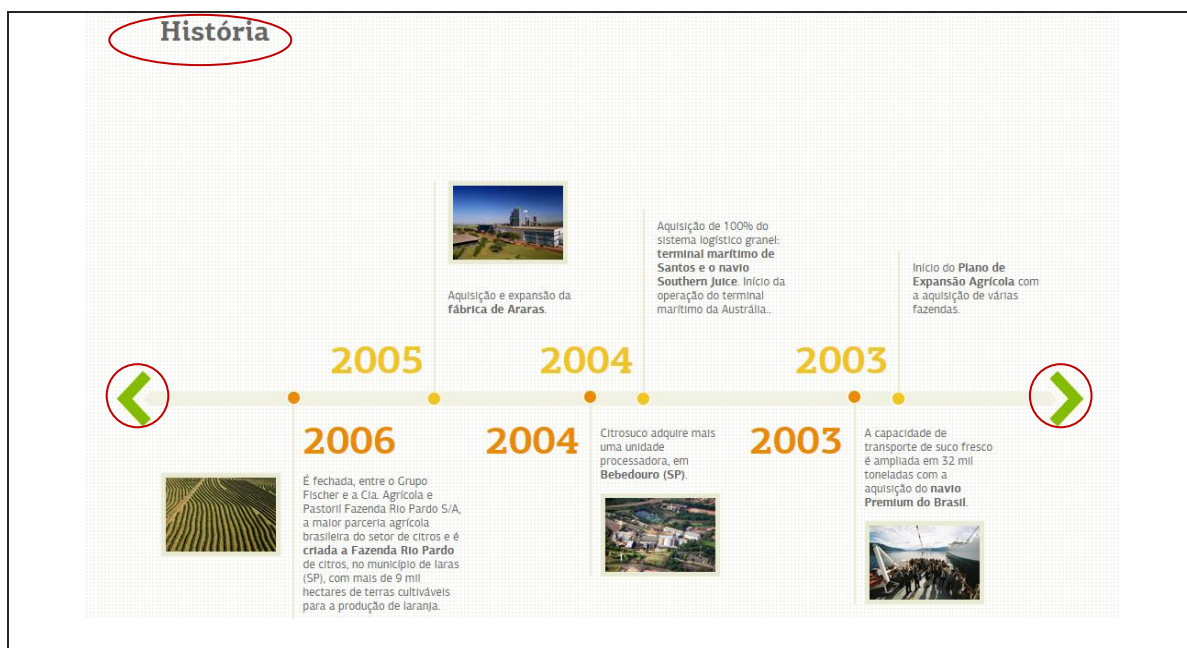 História
Aquisição e expansão da
fábrica de Araras.
Aquisição de 100% do
sistema logístico granel:
terminal marítimo de
Santos e o navio
Southern Juice. Início da
operação do terminal
marítimo da Austrália..
Início do Plano de
Expansão Agrícola com
a aquisição de várias
fazendas.
2005
2004
2003
2006
É fechada, entre o Grupo
Fischer e a Cia. Agrícola e
Pastoril Fazenda Rio Pardo S/A,
a maior parceria agrícola
brasileira do setor de citros e é
criada a Fazenda Rio Pardo
de citros, no município de Iaras
(SP), com mais de 9 mil
hectares de terras cultiváveis
para a produção de laranja.
2004
Citrosuco adquire mais
uma unidade
processadora, em
Bebedouro (SP).
2003
A capacidade de
transporte de suco fresco
é ampliada em 32 mil
toneladas com a
aquisição do navio
Premium do Brasil.